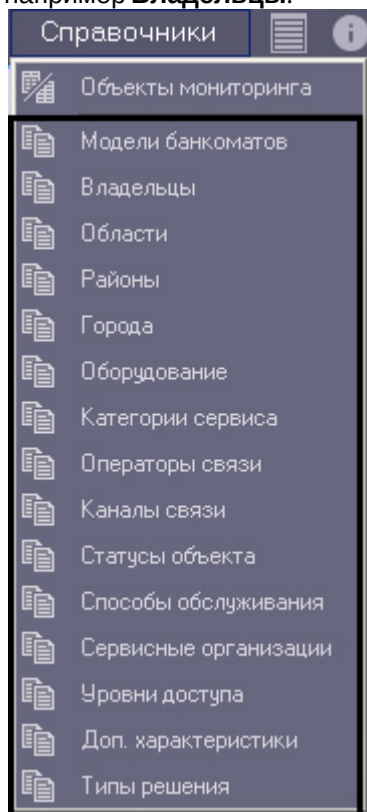 например Владельцы.
Справочники
Объекты мониторинга
Модели банкоматов
Владельцы
Области
Районы
Города
Оборудование
Категории сервиса
Операторы связи
Каналы связи
Статусы объекта
Способы обслуживания
Сервисные организации
Уровни доступа
Доп. характеристики
Типы решения